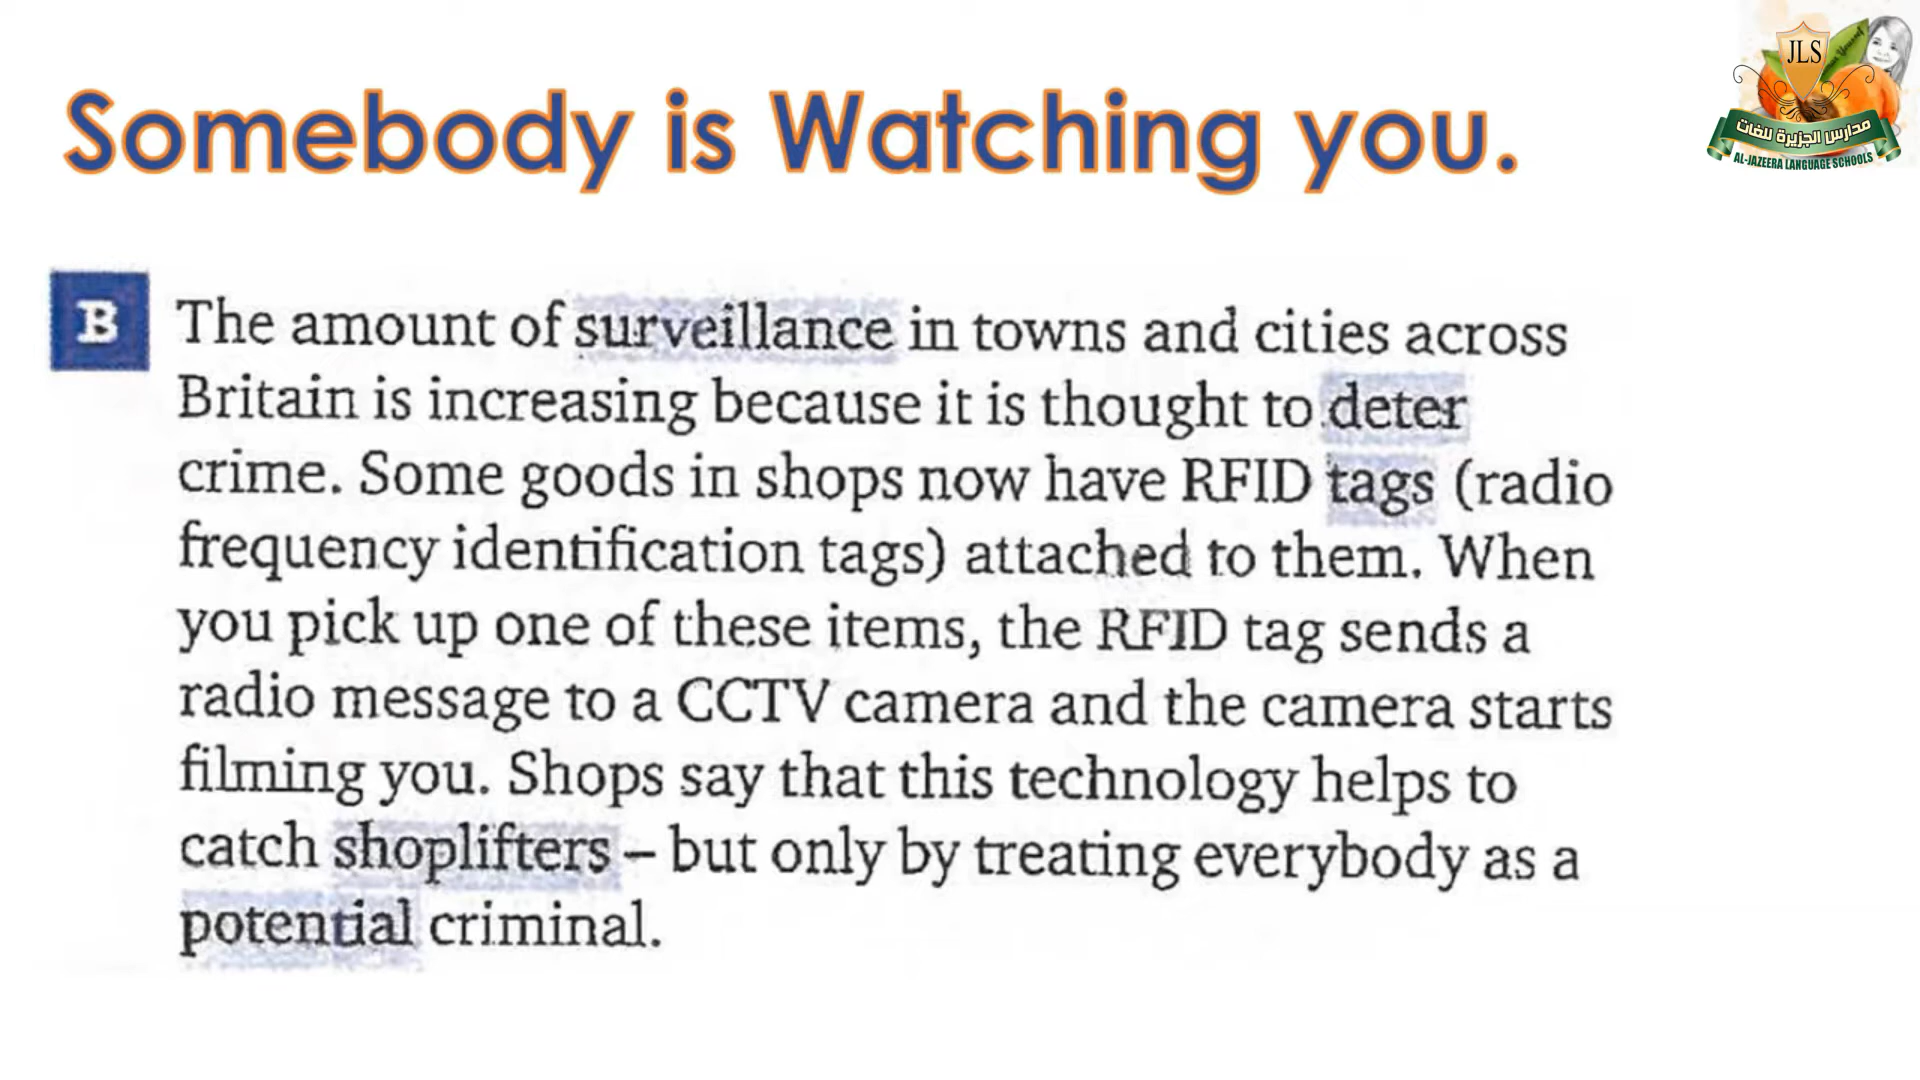 Somebody is Watching you.
JLS
مدارس الجزيرة للغات
AL-JAZEERA LANGUAGE SCHOOLS
B
The amount of surveillance in towns and cities across
Britain is increasing because it is thought to deter
crime. Some goods in shops now have RFID tags (radio
frequency identification tags) attached to them. When
you pick up one of these items, the RFID tag sends a
radio message to a CCTV camera and the camera starts
filming you. Shops say that this technology helps to
catch shoplifters – but only by treating everybody as a
potential criminal.